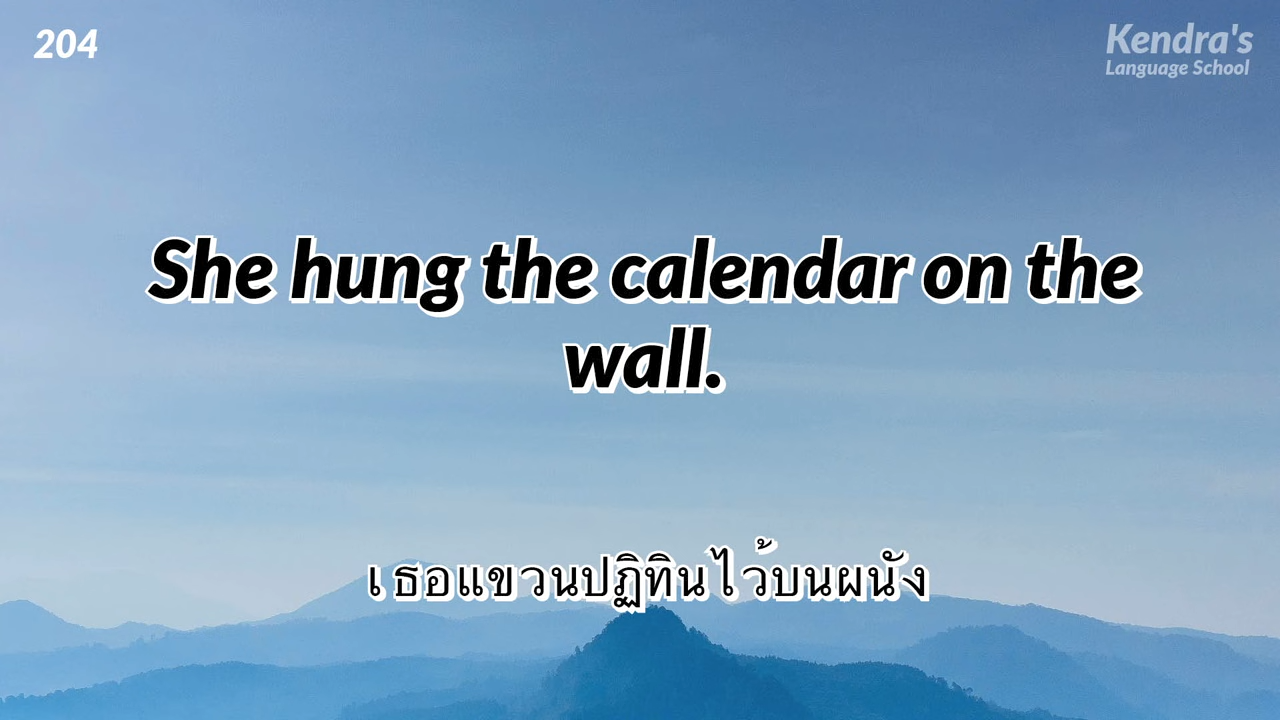 204
Kendra's
Language School
She hung the calendar on the
wall.
เธอแขวนปฏิทินไว้บนผนัง